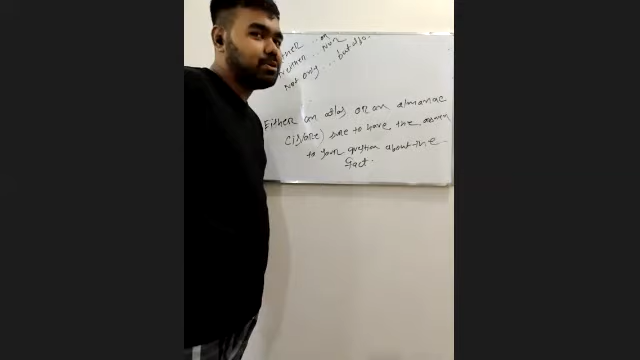 either .. or
Neither ... Nor
Not only ... but also.
Either an atlas or an almanac
(is/are) sure to have the answer
to your question about the
fact.